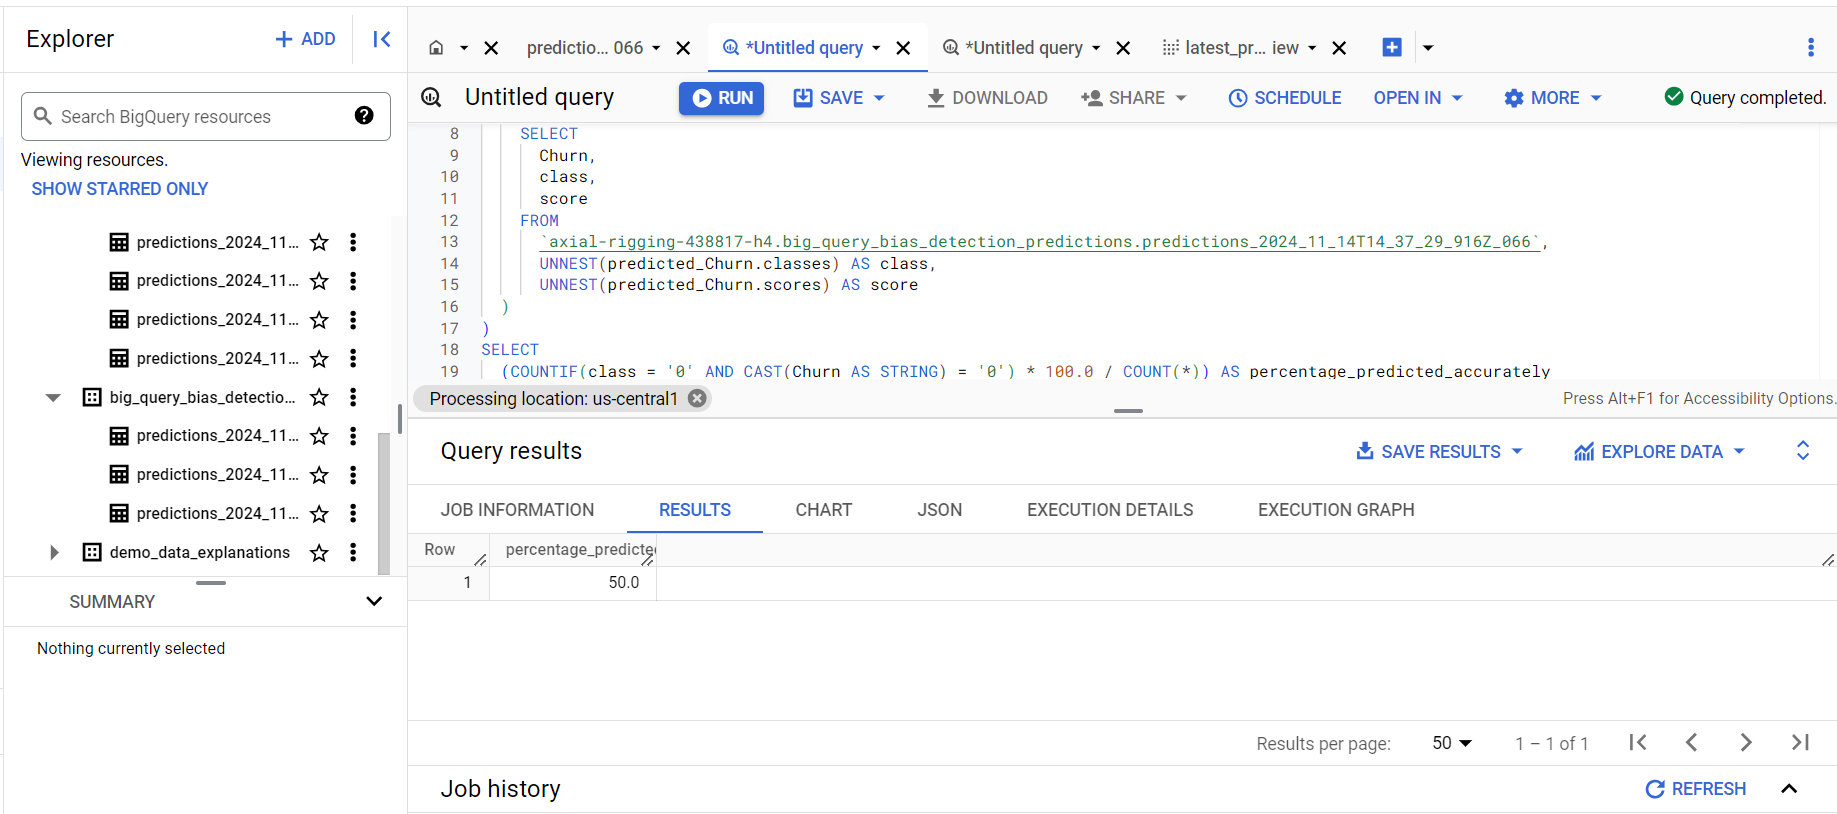 Explorer
+ ADD
Search BigQuery resources
Viewing resources.
SHOW STARRED ONLY
predictions_2024_11...
predictions_2024_11...
predictions_2024_11...
predictions_2024_11...
big_query_bias_detectio...
predictions_2024_11...
predictions_2024_11...
predictions_2024_11...
demo_data_explanations
SUMMARY
Nothing currently selected
predictio... 066
*Untitled query
*Untitled query
latest_pr... iew
Untitled query
RUN
SAVE
DOWNLOAD
SHARE
SCHEDULE
OPEN IN
MORE
Query completed.
8 SELECT
9 Churn,
10 class,
11 score
12 FROM
13 `axial-rigging-438817-h4.big_query_bias_detection_predictions.predictions_2024_11_14T14_37_29_916Z_066`,
14 UNNEST(predicted_Churn.classes) AS class,
15 UNNEST(predicted_Churn.scores) AS score
16 )
17 )
18 SELECT
19 (COUNTIF(class = '0' AND CAST(Churn AS STRING) = '0') * 100.0 / COUNT(*)) AS percentage_predicted_accurately
Processing location: us-central1
Press Alt+F1 for Accessibility Options.
Query results
SAVE RESULTS
EXPLORE DATA
JOB INFORMATION
RESULTS
CHART
JSON
EXECUTION DETAILS
EXECUTION GRAPH
Row percentage_predicte
1 50.0
Results per page: 50 1 – 1 of 1
Job history
REFRESH